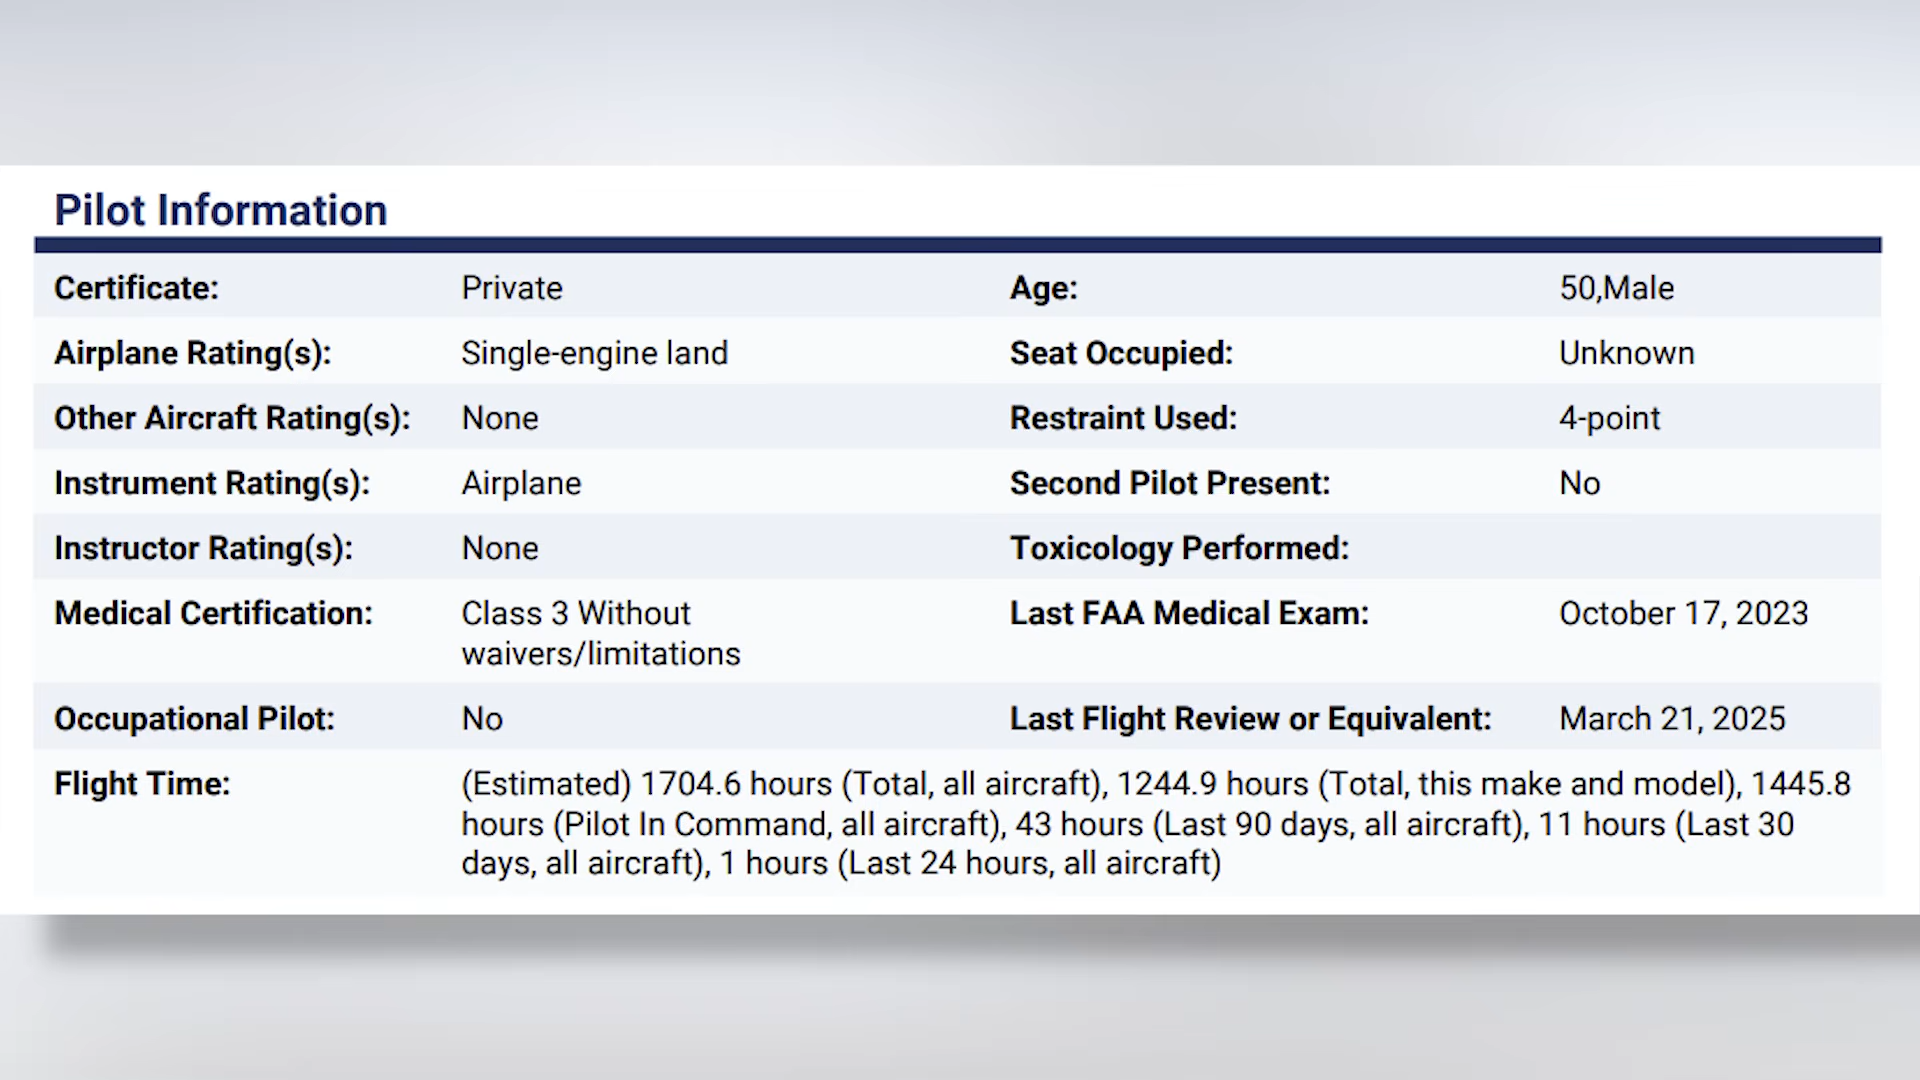 Pilot Information
Certificate: Private Age: 50,Male
Airplane Rating(s): Single-engine land Seat Occupied: Unknown
Other Aircraft Rating(s): None Restraint Used: 4-point
Instrument Rating(s): Airplane Second Pilot Present: No
Instructor Rating(s): None Toxicology Performed:
Medical Certification: Class 3 Without Last FAA Medical Exam: October 17, 2023
waivers/limitations
Occupational Pilot: No Last Flight Review or Equivalent: March 21, 2025
Flight Time: (Estimated) 1704.6 hours (Total, all aircraft), 1244.9 hours (Total, this make and model), 1445.8
hours (Pilot In Command, all aircraft), 43 hours (Last 90 days, all aircraft), 11 hours (Last 30
days, all aircraft), 1 hours (Last 24 hours, all aircraft)